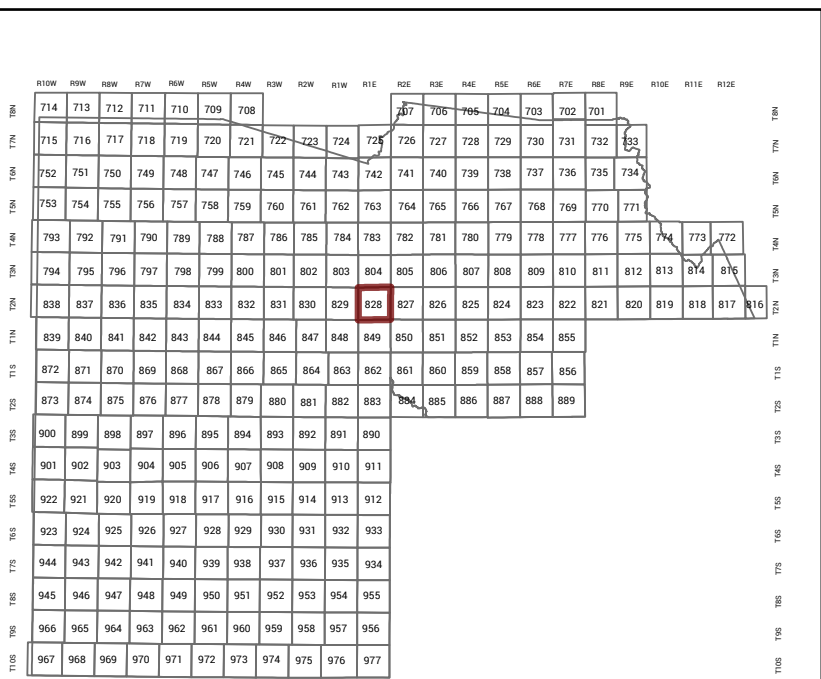 R10W R9W R8W R7W R6W R5W R4W R3W R2W R1W R1E R2E R3E R4E R5E R6E R7E R8E R9E R10E R11E R12E
T8N 714 713 712 711 710 709 708 707 706 705 704 703 702 701 T8N
T7N 715 716 717 718 719 720 721 722 723 724 725 726 727 728 729 730 731 732 733 T7N
T6N 752 751 750 749 748 747 746 745 744 743 742 741 740 739 738 737 736 735 734 T6N
T5N 753 754 755 756 757 758 759 760 761 762 763 764 765 766 767 768 769 770 771 T5N
T4N 793 792 791 790 789 788 787 786 785 784 783 782 781 780 779 778 777 776 775 774 773 772 T4N
T3N 794 795 796 797 798 799 800 801 802 803 804 805 806 807 808 809 810 811 812 813 814 815 T3N
T2N 838 837 836 835 834 833 832 831 830 829 828 827 826 825 824 823 822 821 820 819 818 817 816 T2N
T1N 839 840 841 842 843 844 845 846 847 848 849 850 851 852 853 854 855 T1N
T1S 872 871 870 869 868 867 866 865 864 863 862 861 860 859 858 857 856 T1S
T2S 873 874 875 876 877 878 879 880 881 882 883 884 885 886 887 888 889 T2S
T3S 900 899 898 897 896 895 894 893 892 891 890 T3S
T4S 901 902 903 904 905 906 907 908 909 910 911 T4S
T5S 922 921 920 919 918 917 916 915 914 913 912 T5S
T6S 923 924 925 926 927 928 929 930 931 932 933 T6S
T7S 944 943 942 941 940 939 938 937 936 935 934 T7S
T8S 945 946 947 948 949 950 951 952 953 954 955 T8S
T9S 966 965 964 963 962 961 960 959 958 957 956 T9S
T10S 967 968 969 970 971 972 973 974 975 976 977 T10S